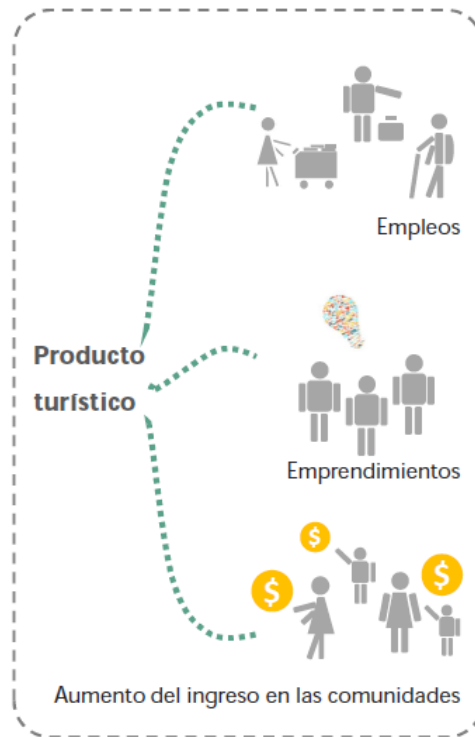 Empleos
Producto
turístico
Emprendimientos
$
$
$
Aumento del ingreso en las comunidades